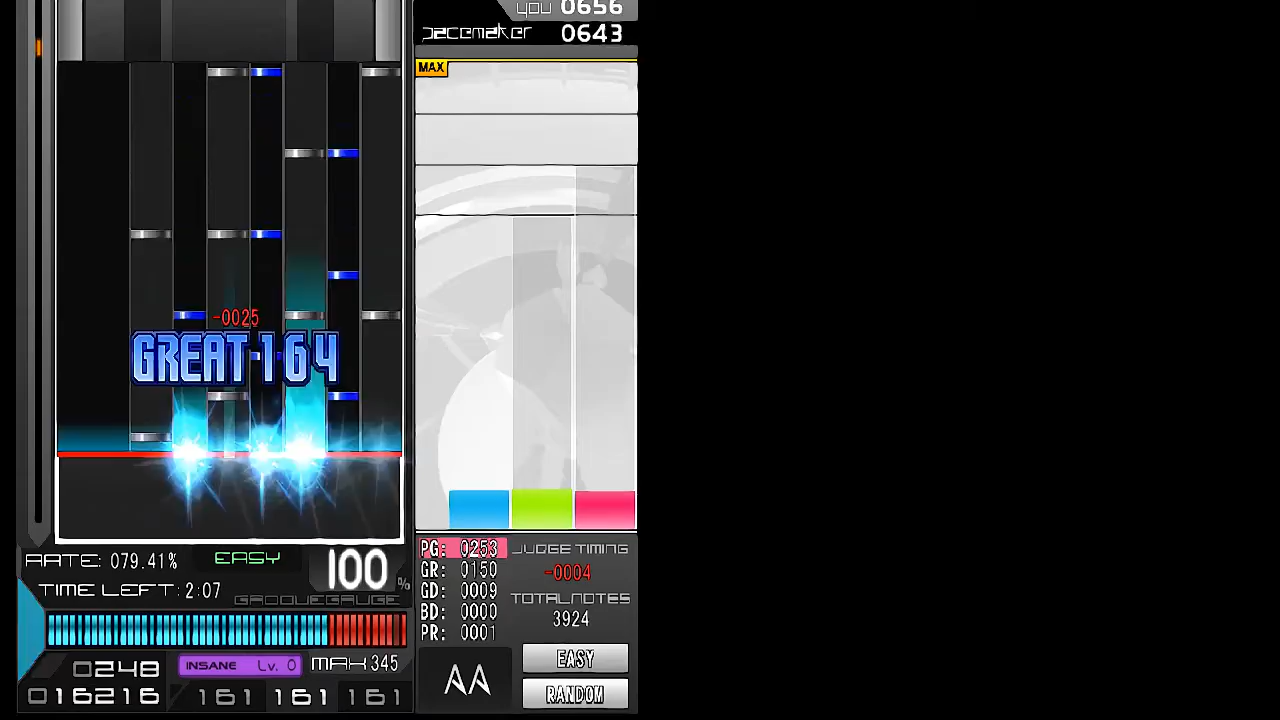 you 0656
pacemaker 0643
MAX
-0025
GREAT 164
RATE: 079.41%
EASY
100 %
TIME LEFT: 2:07
GROOVEGAUGE
0248
INSANE Lv. 0
MAX 345
016216
161 161 161
PG: 0253
GR: 0150
GD: 0009
BD: 0000
PR: 0001
JUDGE TIMING
-0004
TOTALNOTES
3924
AA
EASY
RANDOM